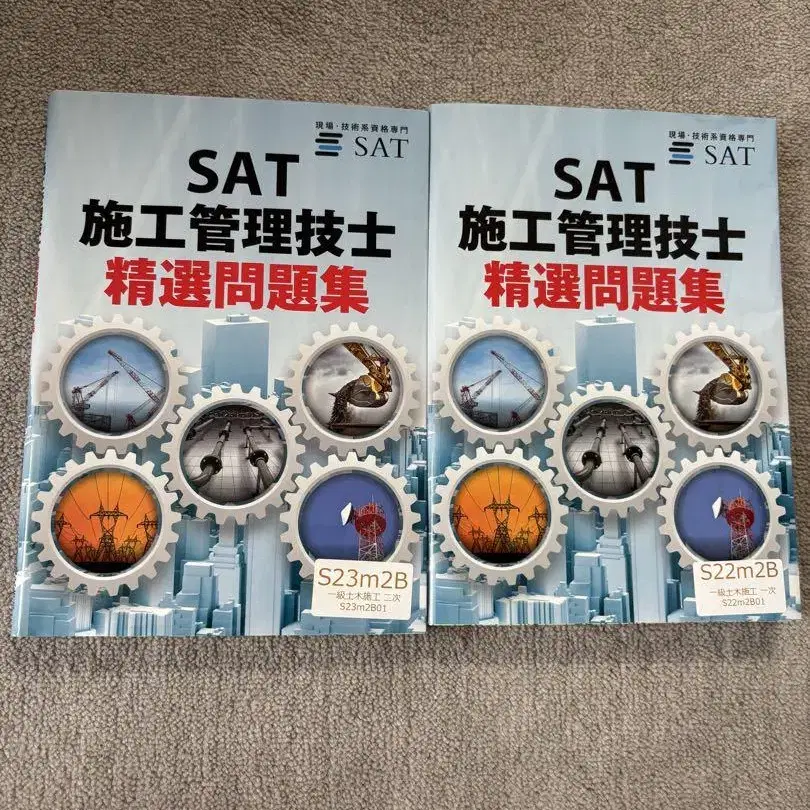 現場・技術系資格専門
SAT
SAT
施工管理技士
精選問題集
S23m2B
一級土木施工 二次
S23m2B01
現場・技術系資格専門
SAT
SAT
施工管理技士
精選問題集
S22m2B
一級土木施工 一次
S22m2B01